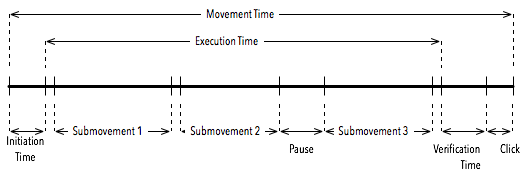 Movement Time
Execution Time
Initiation
Time
Submovement 1
Submovement 2
Pause
Submovement 3
Verification
Time
Click